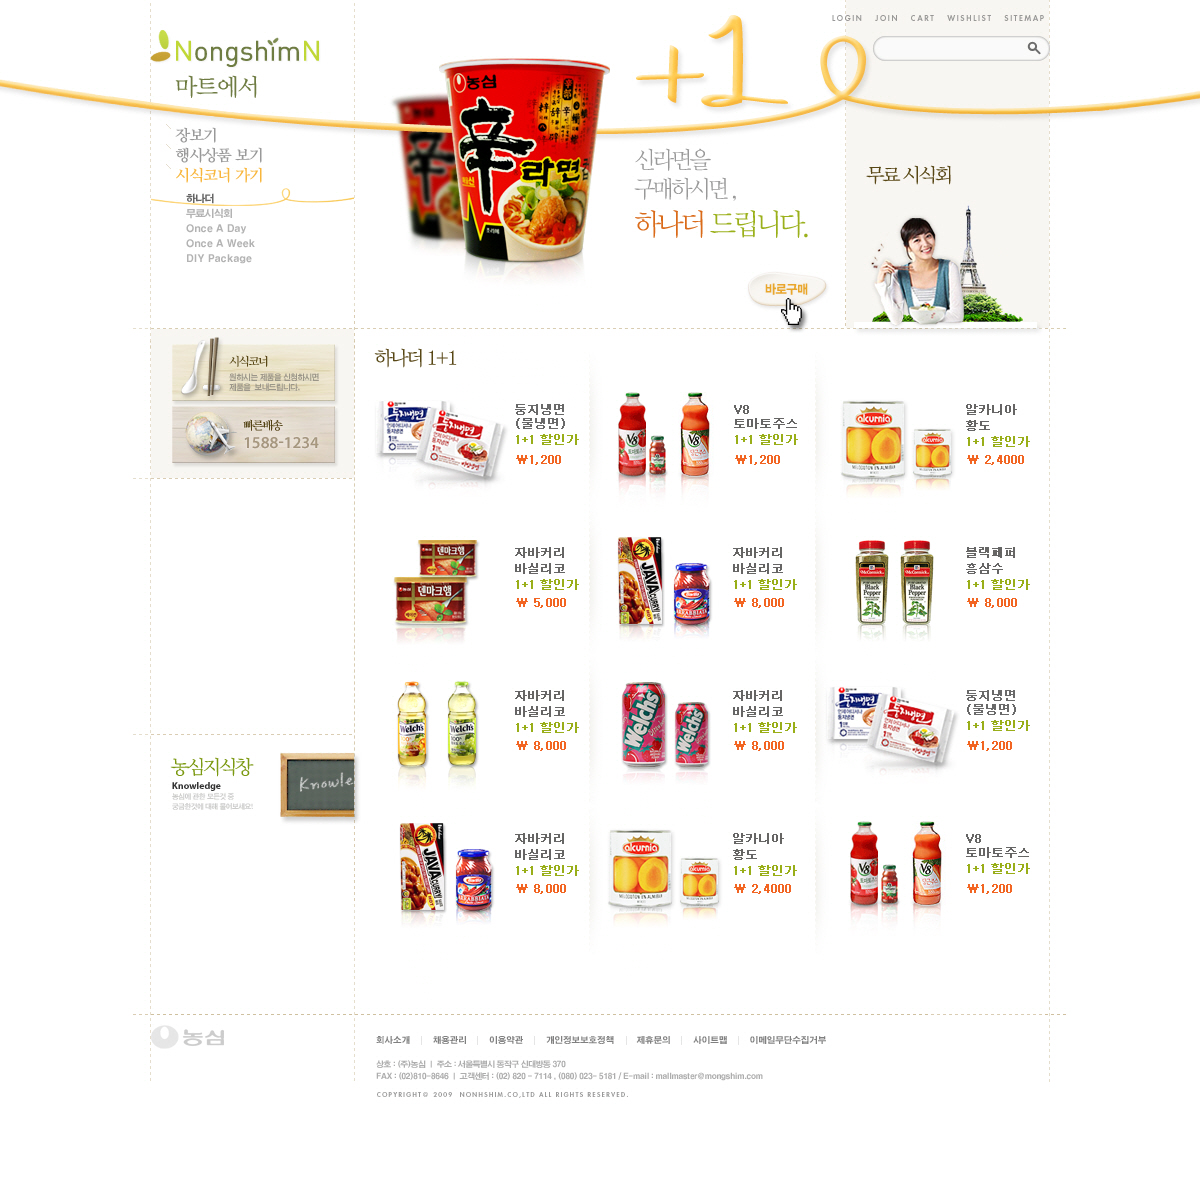 LOGIN JOIN CART WISHLIST SITEMAP
NongshimN
마트에서
장보기
행사상품 보기
시식코너 가기
하나더
무료시식회
Once A Day
Once A Week
DIY Package
농심
辛
라면
+1
신라면을
구매하시면,
하나더 드립니다.
바로구매
무료 시식회
시식코너
원하시는 제품을 신청하시면
제품을 보내드립니다.
빠른배송
1588-1234
하나더 1+1
둥지냉면
(물냉면)
1+1 할인가
₩1,200
V8
토마토주스
1+1 할인가
₩1,200
알카니아
황도
1+1 할인가
₩ 2,4000
자바커리
바실리코
1+1 할인가
₩ 5,000
자바커리
바실리코
1+1 할인가
₩ 8,000
블랙페퍼
홍삼수
1+1 할인가
₩ 8,000
자바커리
바실리코
1+1 할인가
₩ 8,000
자바커리
바실리코
1+1 할인가
₩ 8,000
둥지냉면
(물냉면)
1+1 할인가
₩1,200
자바커리
바실리코
1+1 할인가
₩ 8,000
알카니아
황도
1+1 할인가
₩ 2,4000
V8
토마토주스
1+1 할인가
₩1,200
농심지식창
Knowledge
농심에 관한 모든것 중
궁금한것에 대해 물어보세요!
Knowle
농심
회사소개 채용관리 이용약관 개인정보보호정책 제휴문의 사이트맵 이메일무단수집거부
상호 : (주)농심 ㅣ 주소 : 서울특별시 동작구 신대방동 370
FAX : (02)810-8646 ㅣ 고객센터 : (02) 820 - 7114 , (080) 023- 5181 / E-mail : mallmaster@mongshim.com
COPYRIGHT© 2009 NONHSHIM.CO,LTD ALL RIGHTS RESERVED.